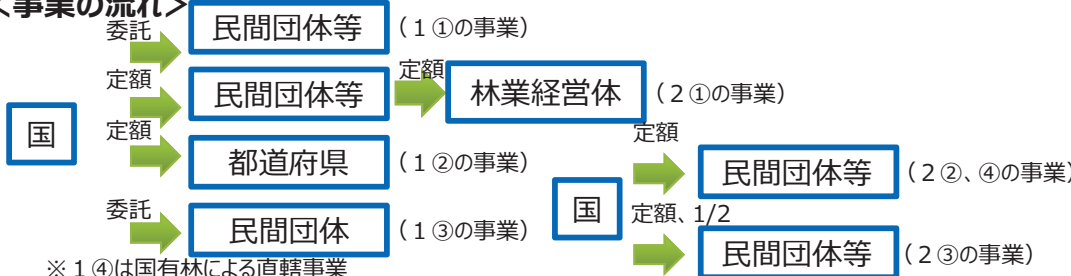 <事業の流れ>
委託
民間団体等
(1①の事業)
定額
民間団体等
定額
林業経営体
(2①の事業)
国
定額
都道府県
(1②の事業)
委託
民間団体
(1③の事業)
※1④は国有林による直轄事業
国
定額
民間団体等
(2②、④の事業)
定額、1/2
民間団体等
(2③の事業)